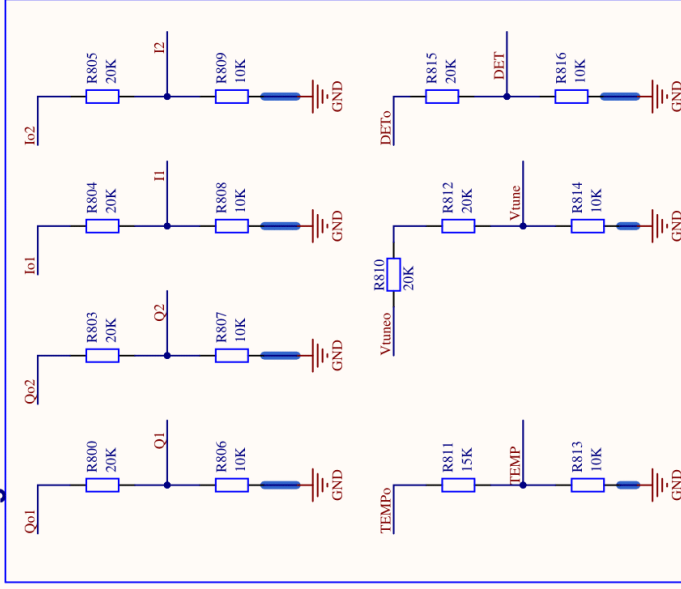 Qo1
Qo2
Io1
Io2
R800
20K
R803
20K
R804
20K
R805
20K
Q1
Q2
I1
I2
R806
10K
R807
10K
R808
10K
R809
10K
GND
GND
GND
GND
TEMPo
Vtuneo
R810
20K
DETo
R811
15K
R812
20K
R815
20K
TEMP
Vtune
DET
R813
10K
R814
10K
R816
10K
GND
GND
GND